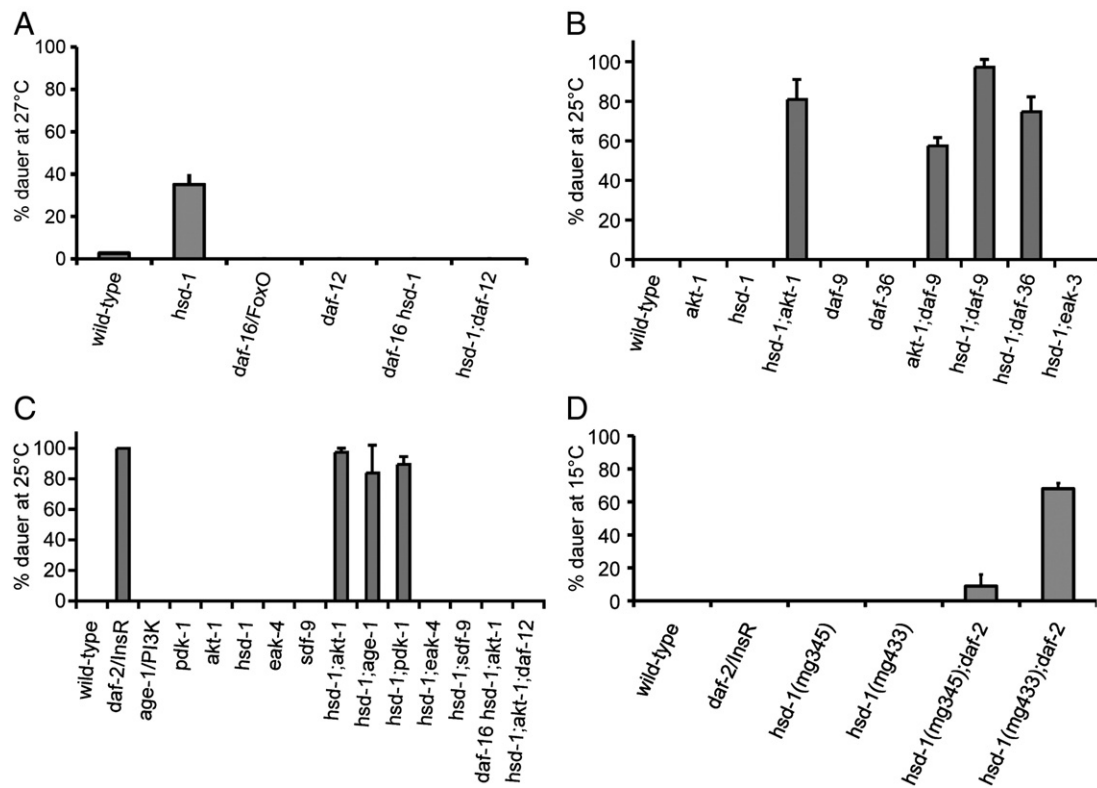 A
% dauer at 27°C
100
80
60
40
20
0
wild-type
hsd-1
daf-16/FoxO
daf-12
daf-16 hsd-1
hsd-1;daf-12
B
% dauer at 25°C
100
80
60
40
20
0
wild-type
akt-1
hsd-1
hsd-1;akt-1
daf-9
daf-36
akt-1;daf-9
hsd-1;daf-9
hsd-1;daf-36
hsd-1;eak-3
C
% dauer at 25°C
100
80
60
40
20
0
wild-type
daf-2/InsR
age-1/PI3K
pdk-1
akt-1
hsd-1
eak-4
sdf-9
hsd-1;akt-1
hsd-1;age-1
hsd-1;pdk-1
hsd-1;eak-4
hsd-1;sdf-9
daf-16 hsd-1;akt-1
hsd-1;akt-1;daf-12
D
% dauer at 15°C
100
80
60
40
20
0
wild-type
daf-2/InsR
hsd-1(mg345)
hsd-1(mg433)
hsd-1(mg345);daf-2
hsd-1(mg433);daf-2